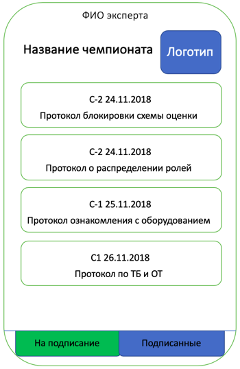 ФИО эксперта
Название чемпионата
Логотип
С-2 24.11.2018
Протокол блокировки схемы оценки
С-2 24.11.2018
Протокол о распределении ролей
С-1 25.11.2018
Протокол ознакомления с оборудованием
С1 26.11.2018
Протокол по ТБ и ОТ
На подписание
Подписанные